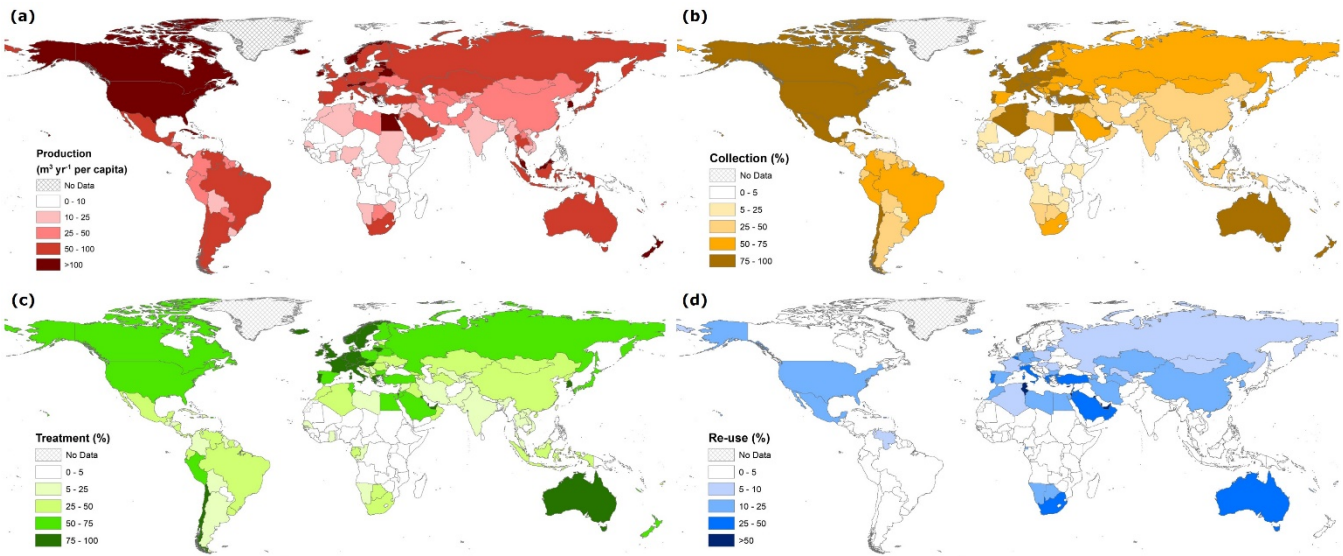 (a)
Production
(m³ yr⁻¹ per capita)
No Data
0 - 10
10 - 25
25 - 50
50 - 100
>100
(b)
Collection (%)
No Data
0 - 5
5 - 25
25 - 50
50 - 75
75 - 100
(c)
Treatment (%)
No Data
0 - 5
5 - 25
25 - 50
50 - 75
75 - 100
(d)
Re-use (%)
No Data
0 - 5
5 - 10
10 - 25
25 - 50
>50